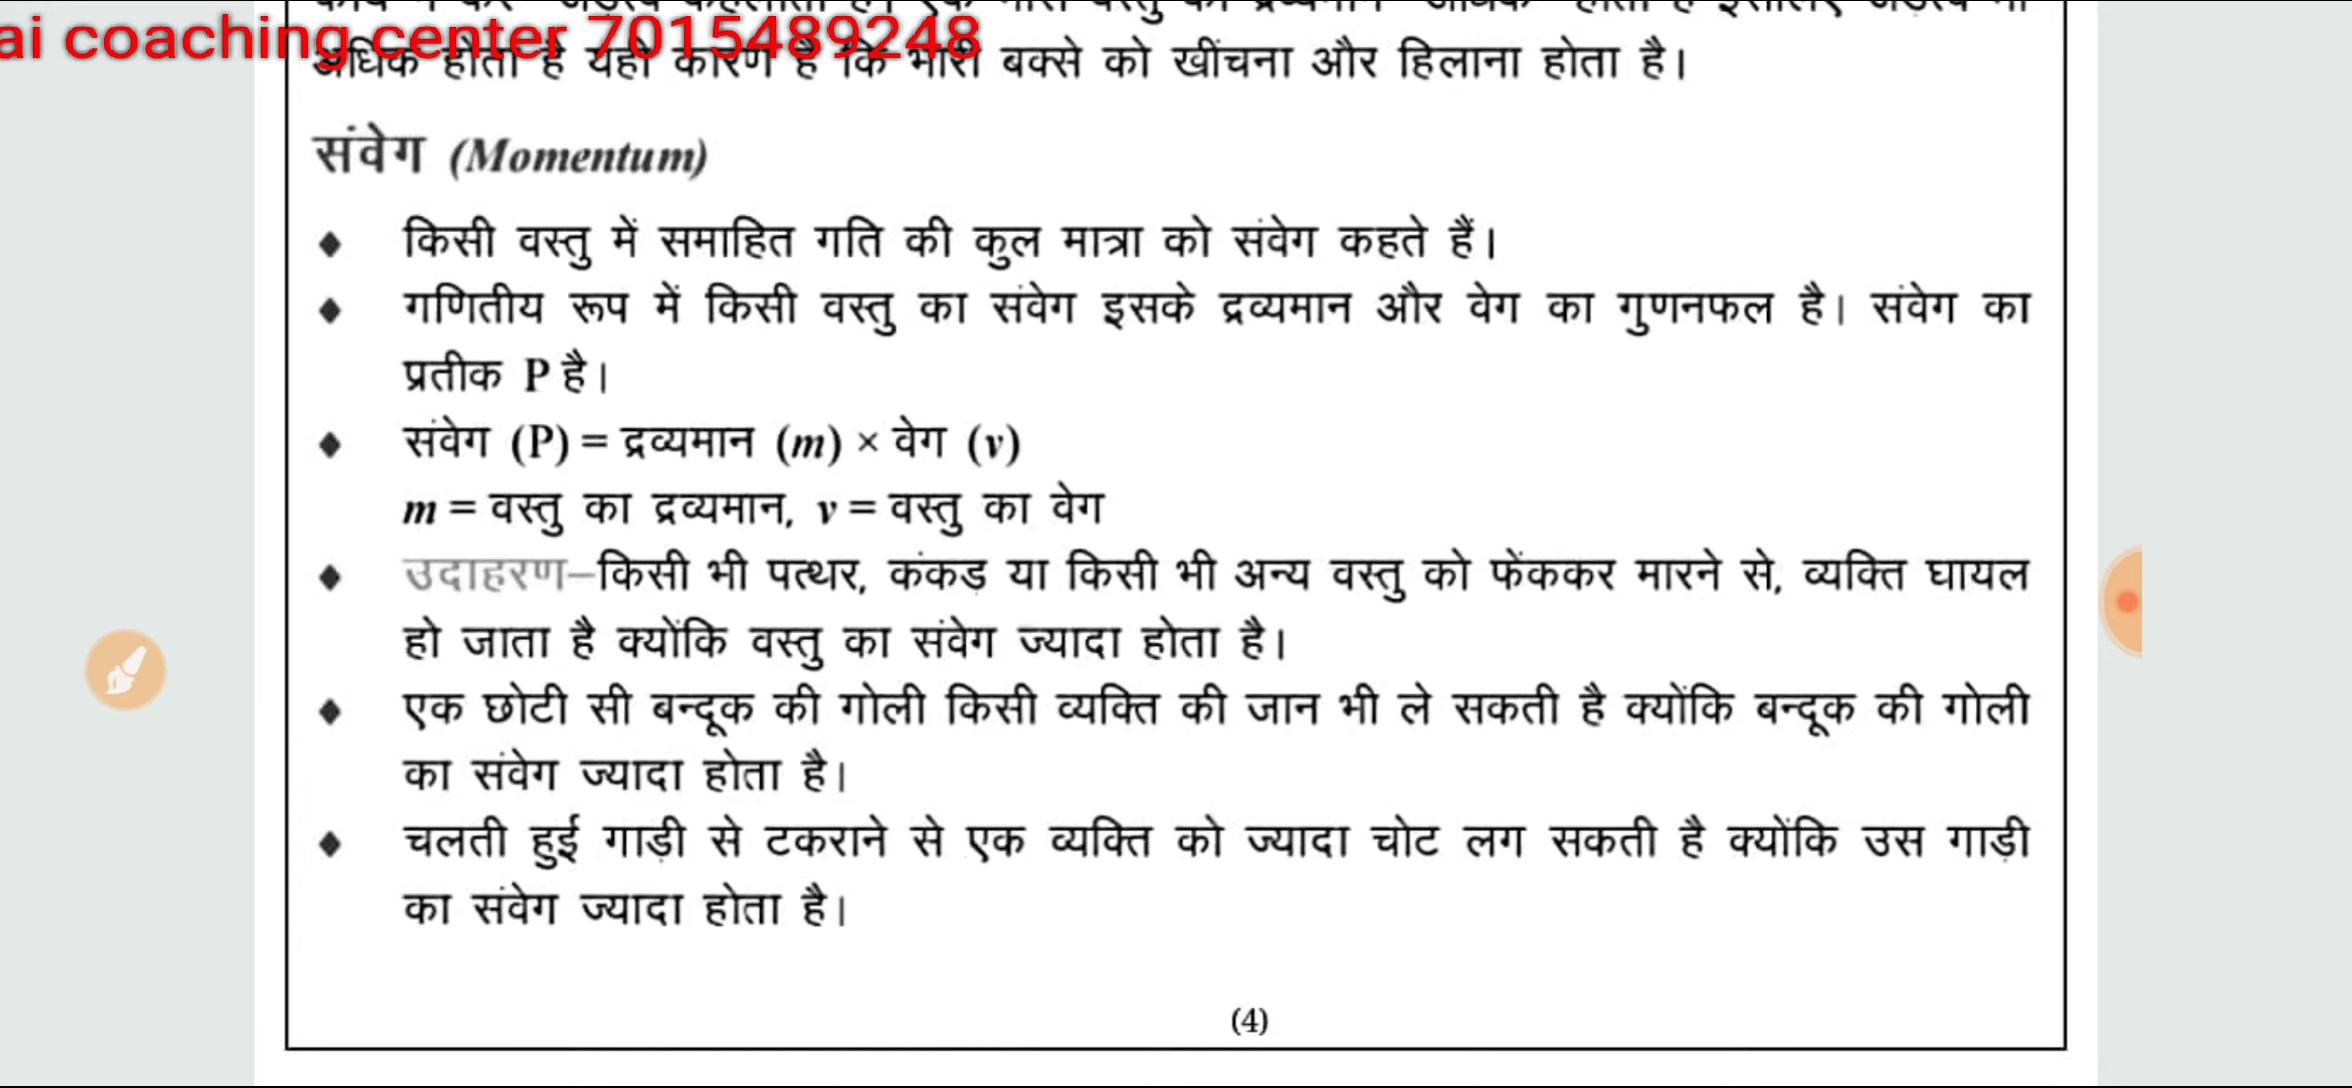 ai coaching center 7015489248
अधिक होता है यही कारण है कि भारी बक्से को खींचना और हिलाना होता है।
संवेग (Momentum)
♦ किसी वस्तु में समाहित गति की कुल मात्रा को संवेग कहते हैं।
♦ गणितीय रूप में किसी वस्तु का संवेग इसके द्रव्यमान और वेग का गुणनफल है। संवेग का
प्रतीक P है।
♦ संवेग (P) = द्रव्यमान (m) × वेग (v)
m = वस्तु का द्रव्यमान, v = वस्तु का वेग
♦ उदाहरण–किसी भी पत्थर, कंकड या किसी भी अन्य वस्तु को फेंककर मारने से, व्यक्ति घायल
हो जाता है क्योंकि वस्तु का संवेग ज्यादा होता है।
♦ एक छोटी सी बन्दूक की गोली किसी व्यक्ति की जान भी ले सकती है क्योंकि बन्दूक की गोली
का संवेग ज्यादा होता है।
♦ चलती हुई गाड़ी से टकराने से एक व्यक्ति को ज्यादा चोट लग सकती है क्योंकि उस गाड़ी
का संवेग ज्यादा होता है।
(4)